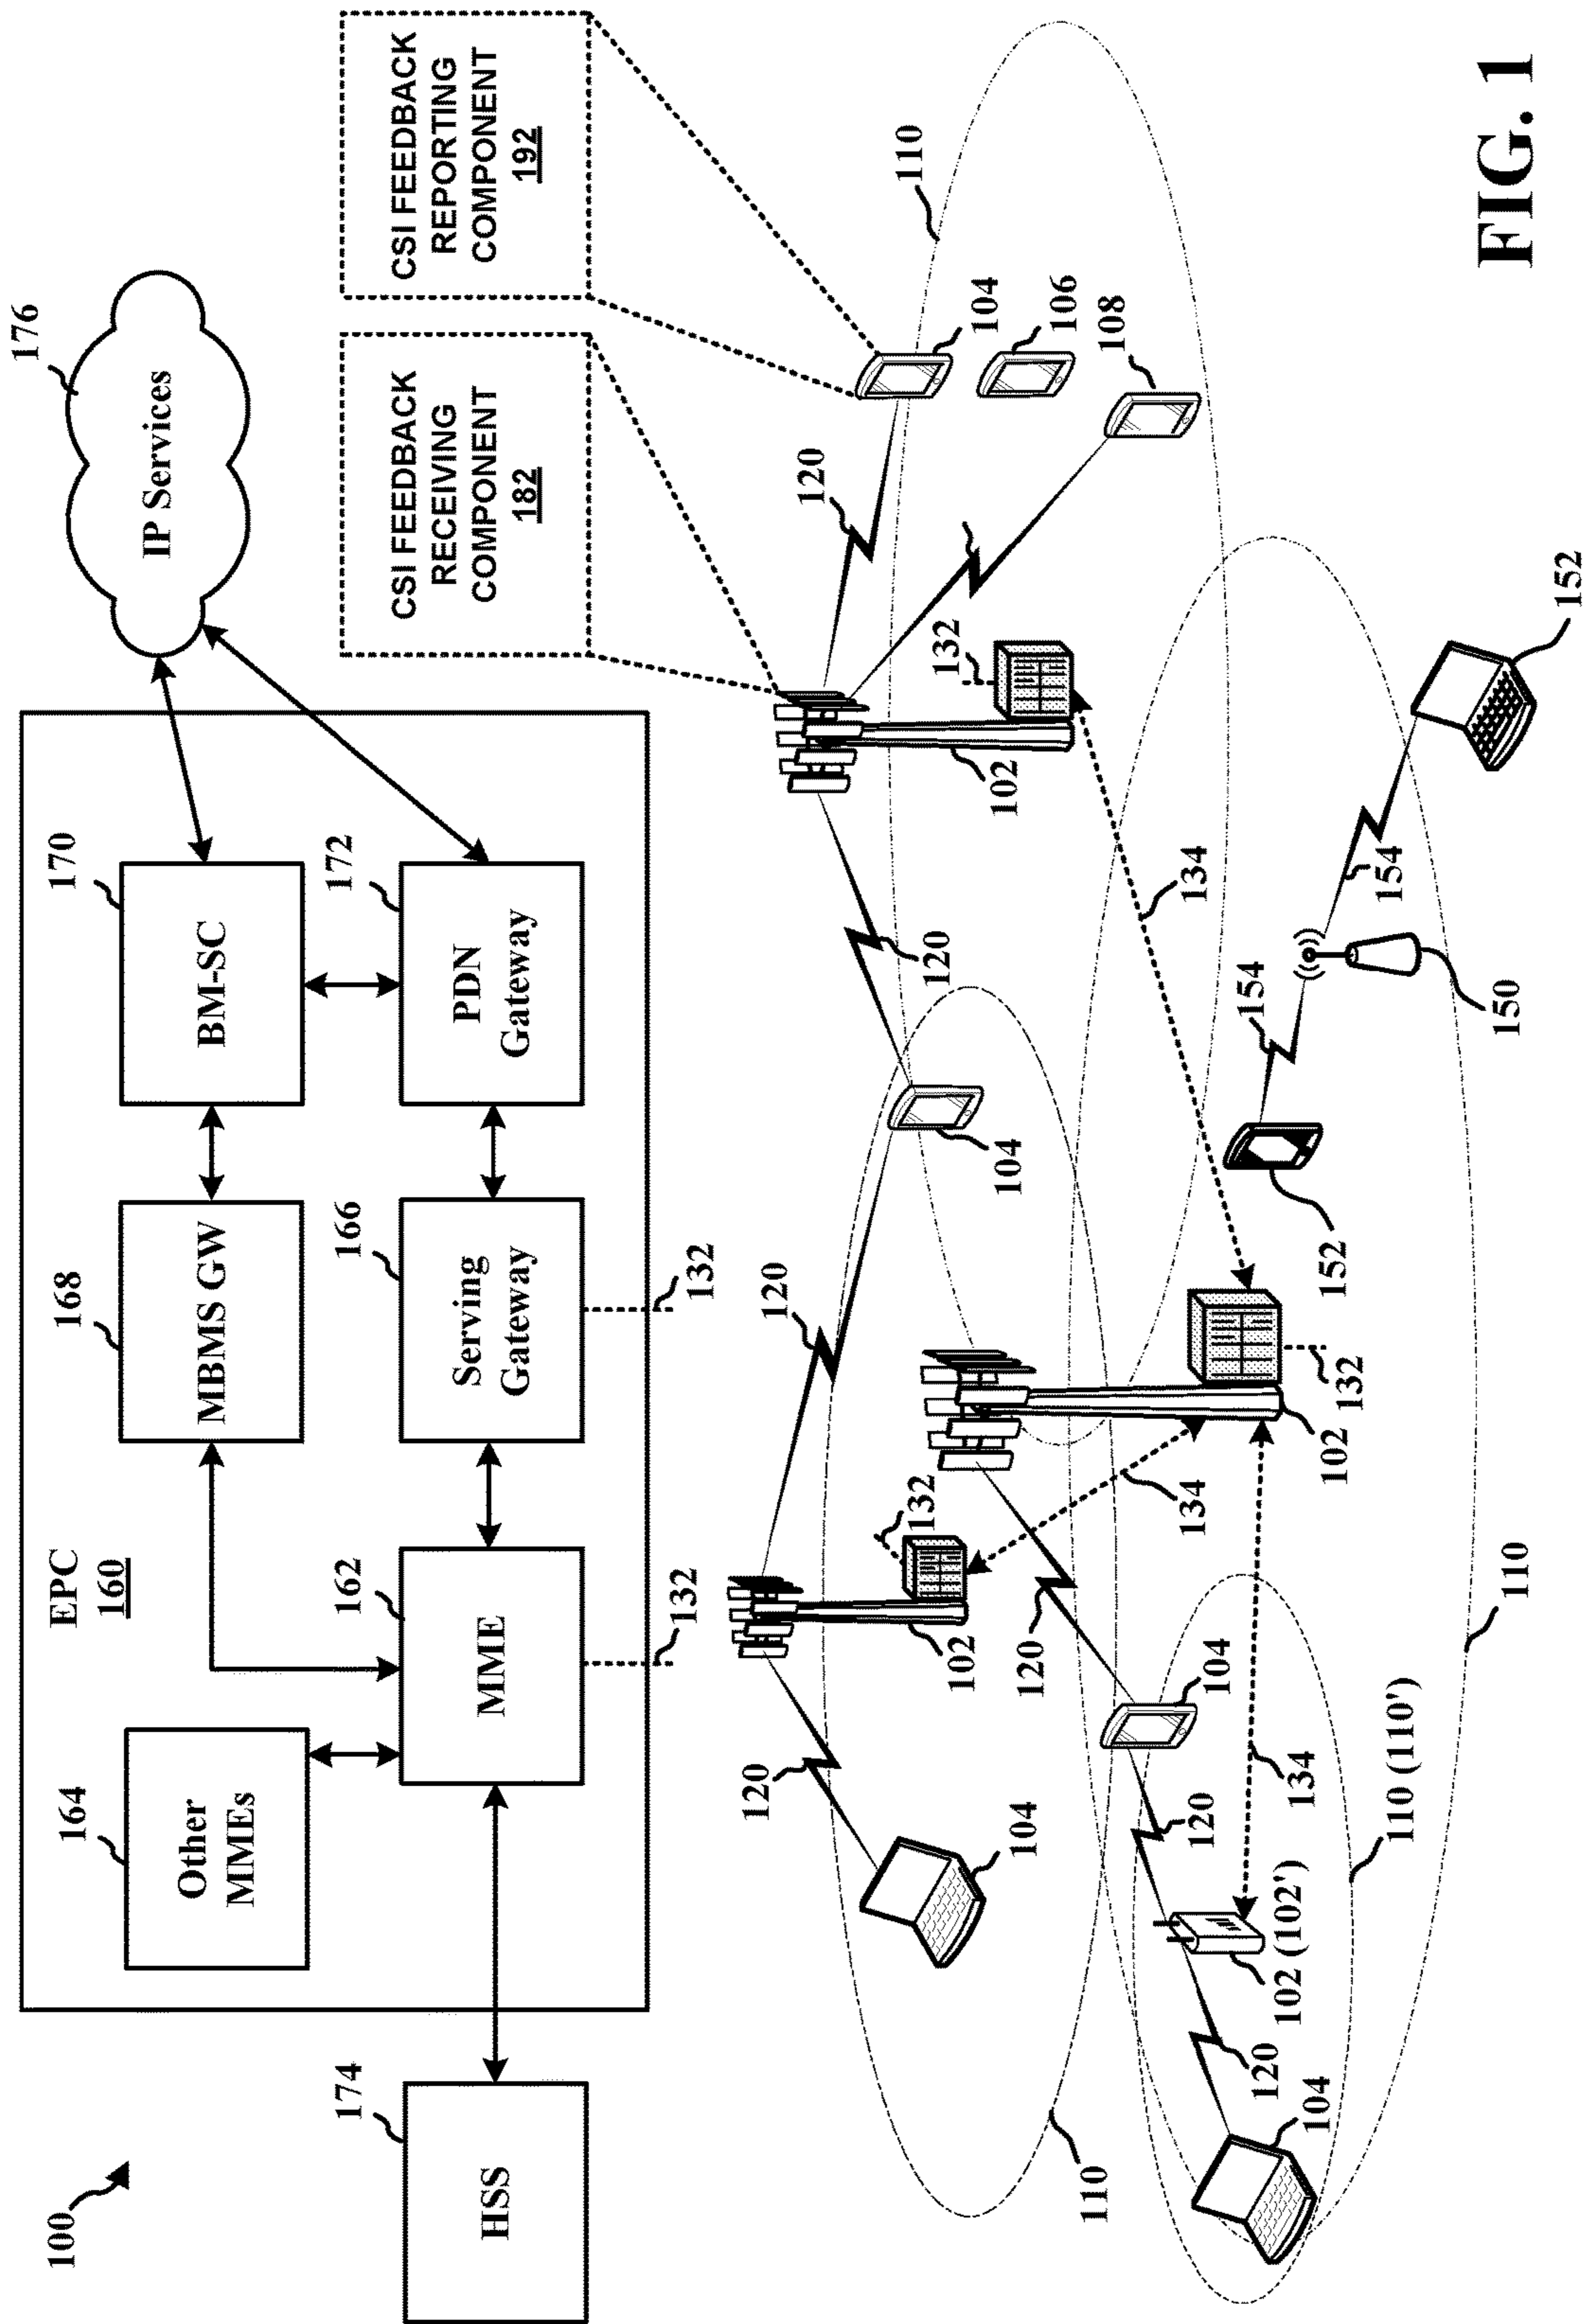 100
174
HSS
EPC
160
164
Other
MMEs
162
MME
132
168
MBMS GW
166
Serving
Gateway
132
170
BM-SC
172
PDN
Gateway
176
IP Services
CSI FEEDBACK
RECEIVING
COMPONENT
182
CSI FEEDBACK
REPORTING
COMPONENT
192
120
104
110
102
132
120
104
120
102
132
120
104
106
108
110
110
134
120
104
120
102 (102')
120
104
134
110 (110')
110
134
102
132
152
154
150
154
152
FIG. 1